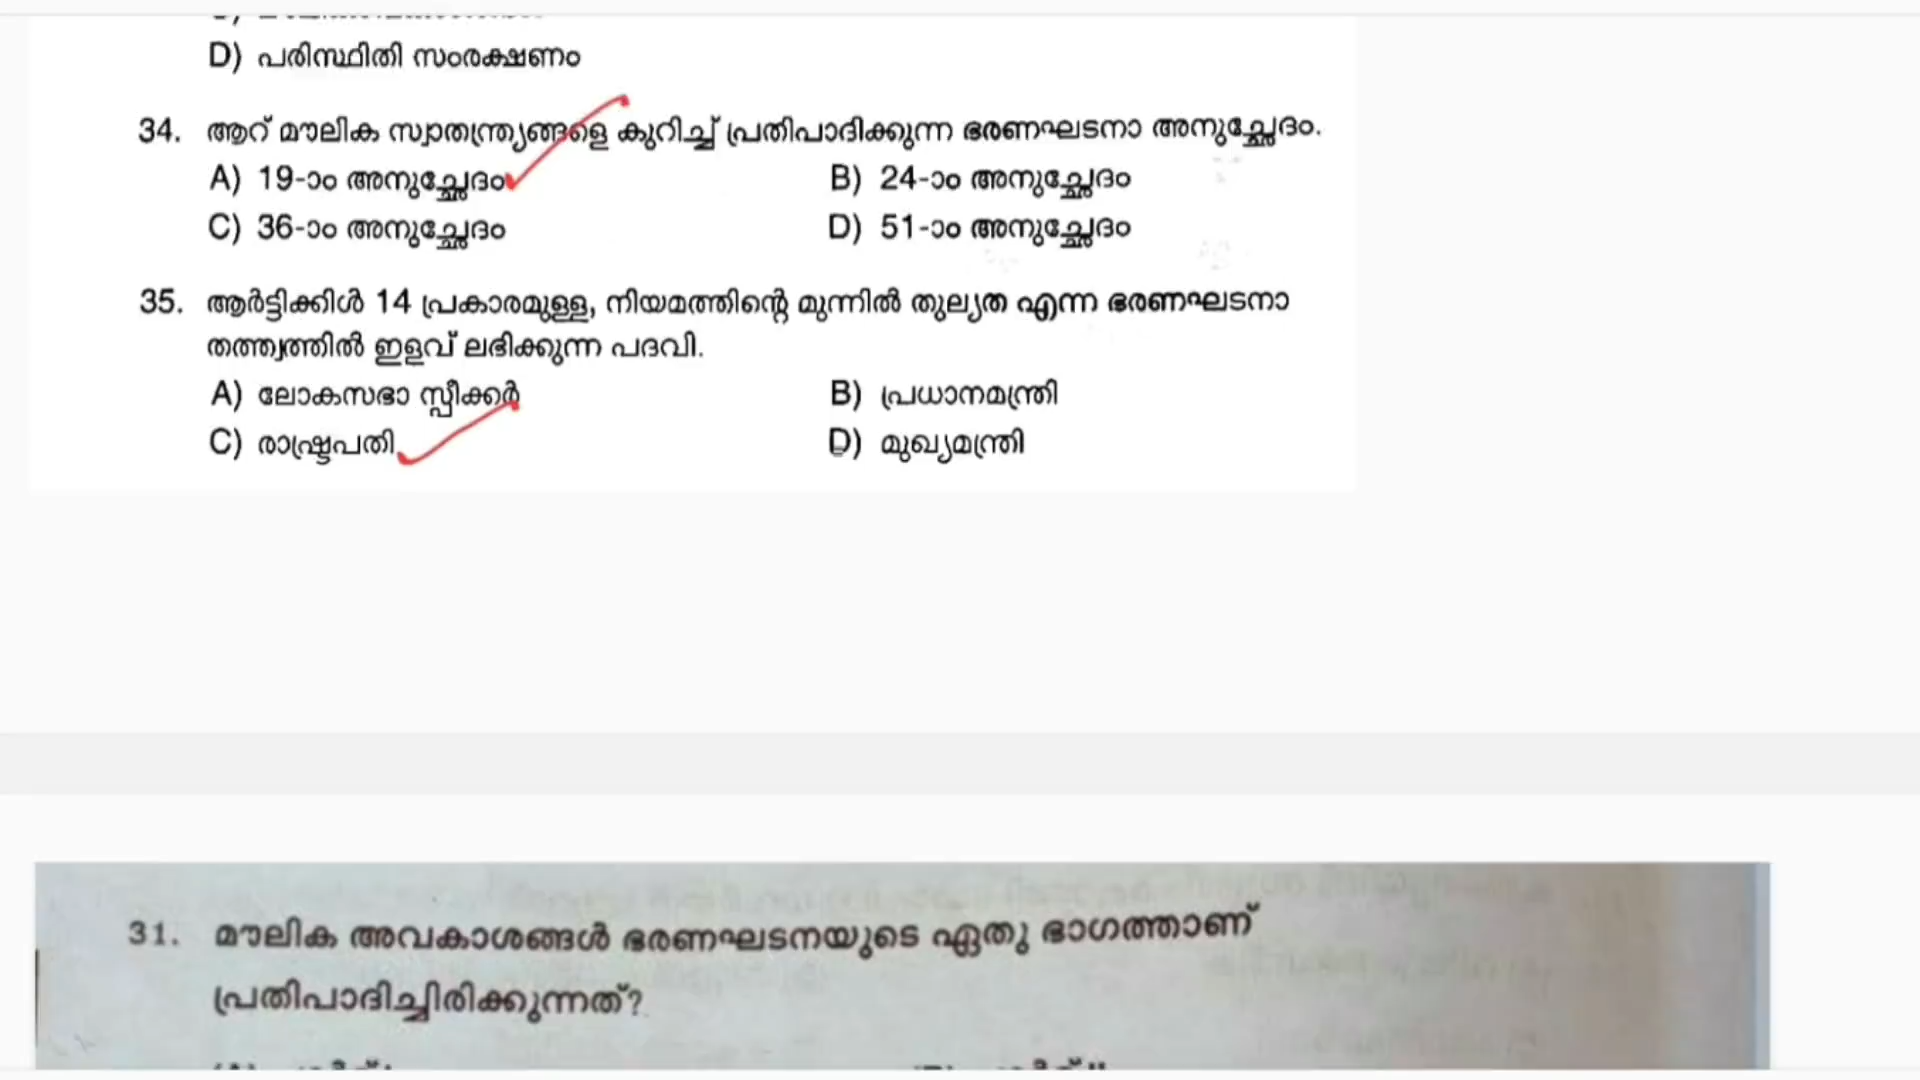 D) പരിസ്ഥിതി സംരക്ഷണം
34. ആറ് മൗലിക സ്വാതന്ത്ര്യങ്ങളെ കുറിച്ച് പ്രതിപാദിക്കുന്ന ഭരണഘടനാ അനുച്ഛേദം.
A) 19-ാം അനുച്ഛേദം B) 24-ാം അനുച്ഛേദം
C) 36-ാം അനുച്ഛേദം D) 51-ാം അനുച്ഛേദം
35. ആർട്ടിക്കിൾ 14 പ്രകാരമുള്ള, നിയമത്തിന്റെ മുന്നിൽ തുല്യത എന്ന ഭരണഘടനാ
തത്ത്വത്തിൽ ഇളവ് ലഭിക്കുന്ന പദവി.
A) ലോകസഭാ സ്പീക്കർ B) പ്രധാനമന്ത്രി
C) രാഷ്ട്രപതി D) മുഖ്യമന്ത്രി
31. മൗലിക അവകാശങ്ങൾ ഭരണഘടനയുടെ ഏതു ഭാഗത്താണ്
പ്രതിപാദിച്ചിരിക്കുന്നത്?